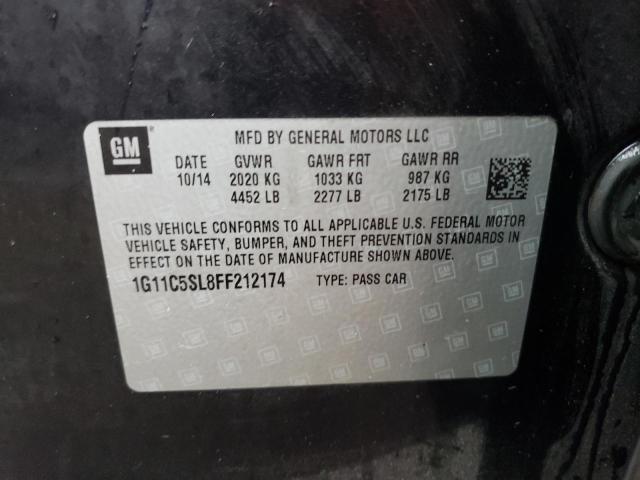 GM
MFD BY GENERAL MOTORS LLC
DATE GVWR GAWR FRT GAWR RR
10/14 2020 KG 1033 KG 987 KG
4452 LB 2277 LB 2175 LB
THIS VEHICLE CONFORMS TO ALL APPLICABLE U.S. FEDERAL MOTOR
VEHICLE SAFETY, BUMPER, AND THEFT PREVENTION STANDARDS IN
EFFECT ON THE DATE OF MANUFACTURE SHOWN ABOVE.
1G11C5SL8FF212174 TYPE: PASS CAR